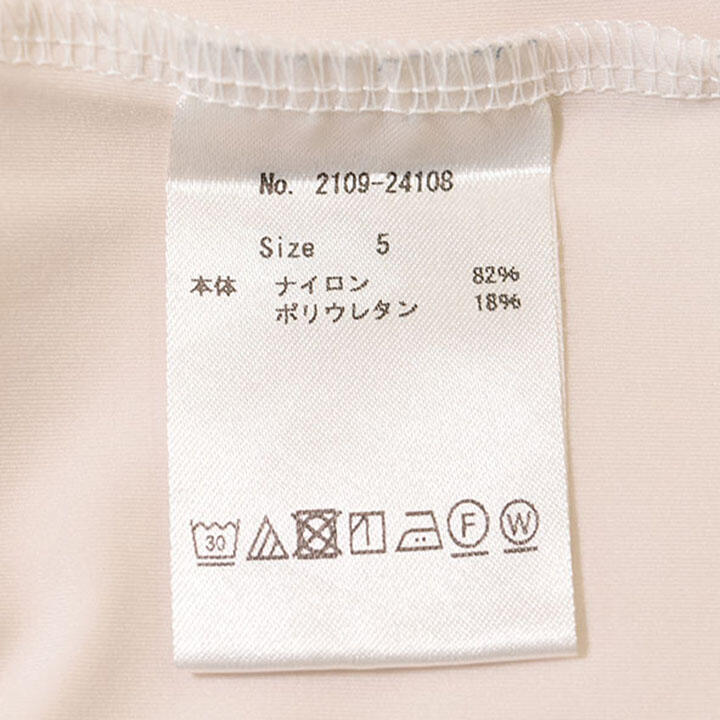 No. 2109-24108
Size 5
本体 ナイロン 82%
ポリウレタン 18%
30 F W